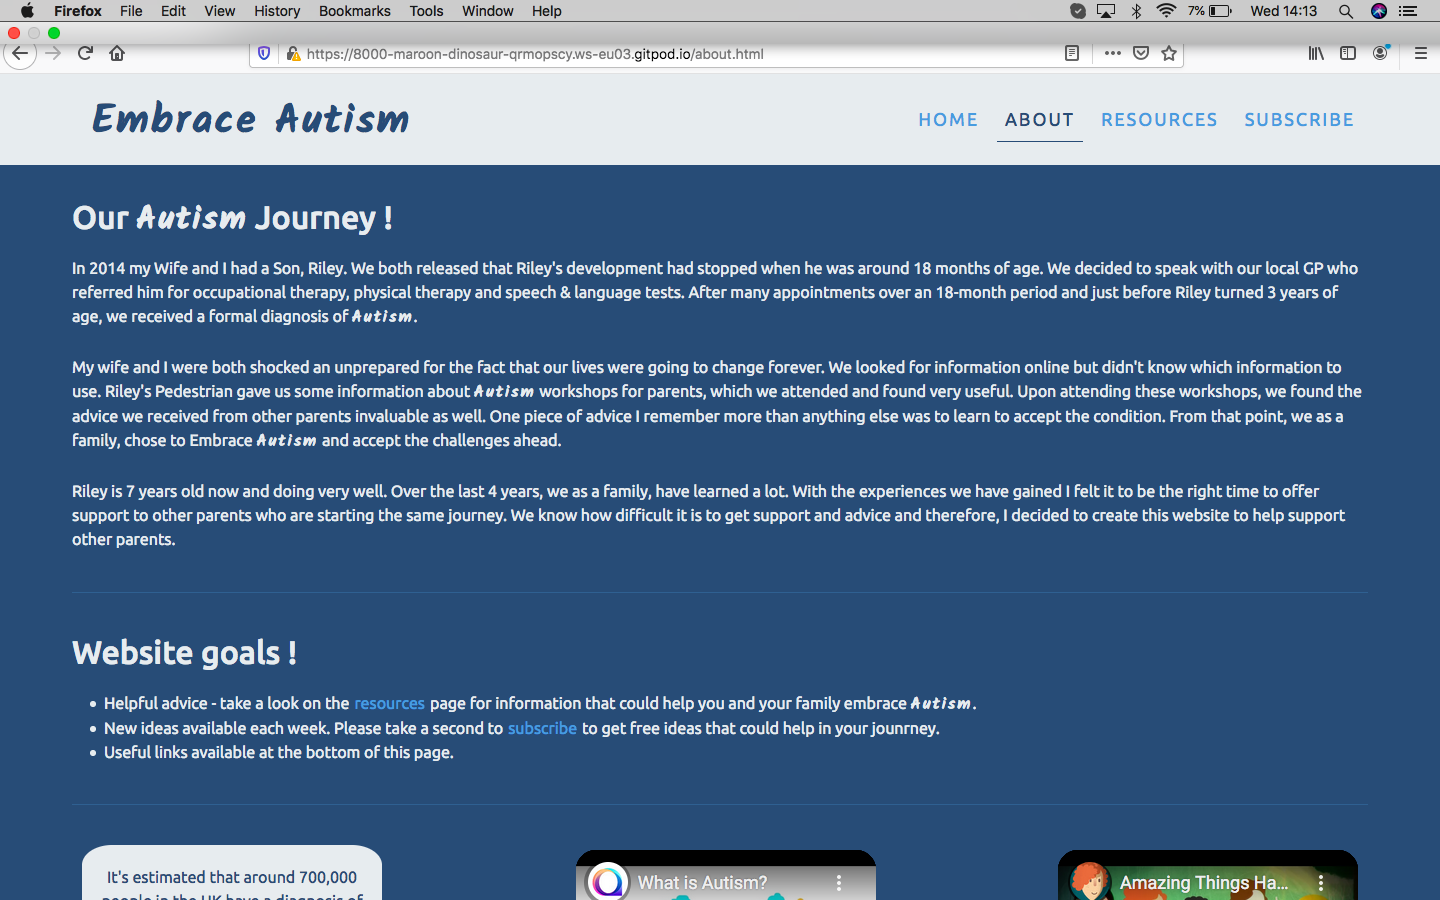 Firefox File Edit View History Bookmarks Tools Window Help 7% Wed 14:13
https://8000-maroon-dinosaur-qrmopscy.ws-eu03.gitpod.io/about.html
Embrace Autism
HOME ABOUT RESOURCES SUBSCRIBE
Our Autism Journey !
In 2014 my Wife and I had a Son, Riley. We both released that Riley's development had stopped when he was around 18 months of age. We decided to speak with our local GP who
referred him for occupational therapy, physical therapy and speech & language tests. After many appointments over an 18-month period and just before Riley turned 3 years of
age, we received a formal diagnosis of Autism.
My wife and I were both shocked an unprepared for the fact that our lives were going to change forever. We looked for information online but didn't know which information to
use. Riley's Pedestrian gave us some information about Autism workshops for parents, which we attended and found very useful. Upon attending these workshops, we found the
advice we received from other parents invaluable as well. One piece of advice I remember more than anything else was to learn to accept the condition. From that point, we as a
family, chose to Embrace Autism and accept the challenges ahead.
Riley is 7 years old now and doing very well. Over the last 4 years, we as a family, have learned a lot. With the experiences we have gained I felt it to be the right time to offer
support to other parents who are starting the same journey. We know how difficult it is to get support and advice and therefore, I decided to create this website to help support
other parents.
Website goals !
• Helpful advice - take a look on the resources page for information that could help you and your family embrace Autism.
• New ideas available each week. Please take a second to subscribe to get free ideas that could help in your jounrney.
• Useful links available at the bottom of this page.
It's estimated that around 700,000
people in the UK have a diagnosis of
What is Autism?
Amazing Things Ha...